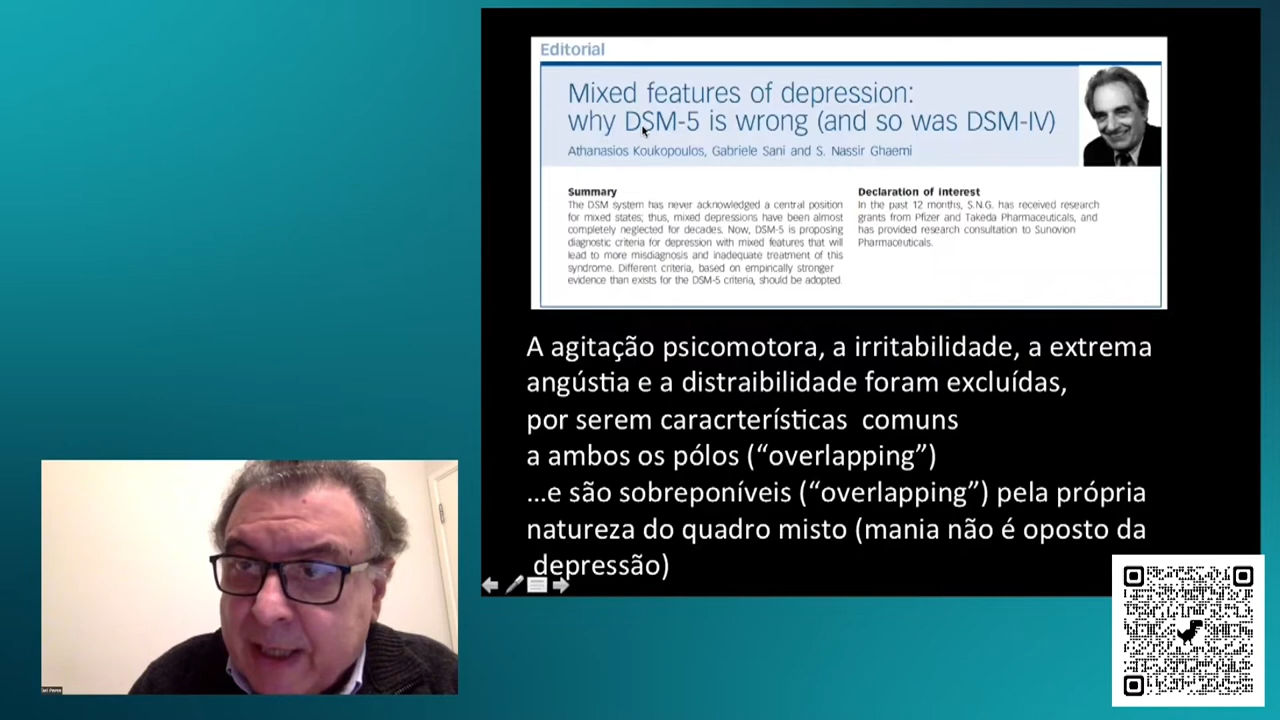 Editorial
Mixed features of depression:
why DSM-5 is wrong (and so was DSM-IV)
Athanasios Koukopoulos, Gabriele Sani and S. Nassir Ghaemi
Summary
The DSM system has never acknowledged a central position
for mixed states; thus, mixed depressions have been almost
completely neglected for decades. Now, DSM-5 is proposing
diagnostic criteria for depression with mixed features that will
lead to more misdiagnosis and inadequate treatment of this
syndrome. Different criteria, based on empirically stronger
evidence than exists for the DSM-5 criteria, should be adopted.
Declaration of interest
In the past 12 months, S.N.G. has received research
grants from Pfizer and Takeda Pharmaceuticals, and
has provided research consultation to Sunovion
Pharmaceuticals.
A agitação psicomotora, a irritabilidade, a extrema
angústia e a distraibilidade foram excluídas,
por serem caracrterísticas comuns
a ambos os pólos (“overlapping”)
...e são sobreponíveis (“overlapping”) pela própria
natureza do quadro misto (mania não é oposto da
depressão)